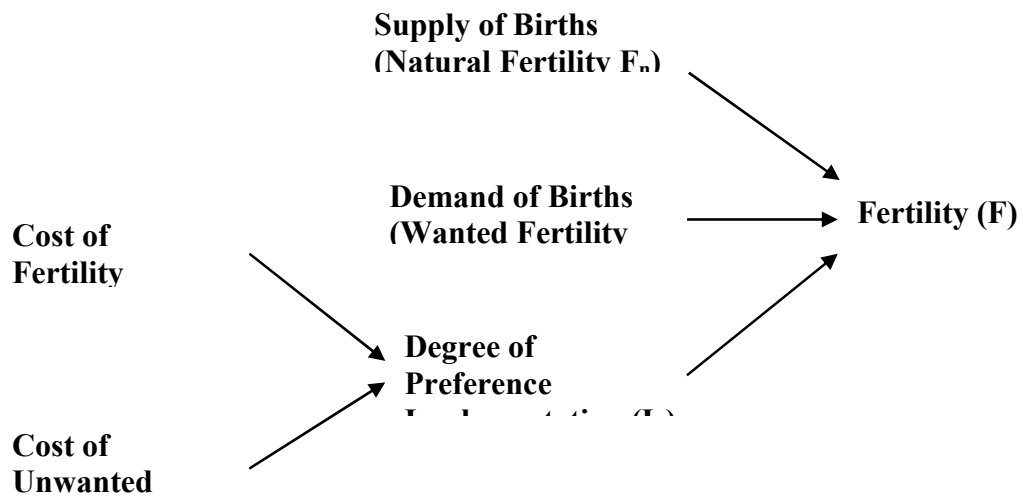 Supply of Births
(Natural Fertility Fₙ)
Demand of Births
(Wanted Fertility
Fertility (F)
Cost of
Fertility
Degree of
Preference
Cost of
Unwanted